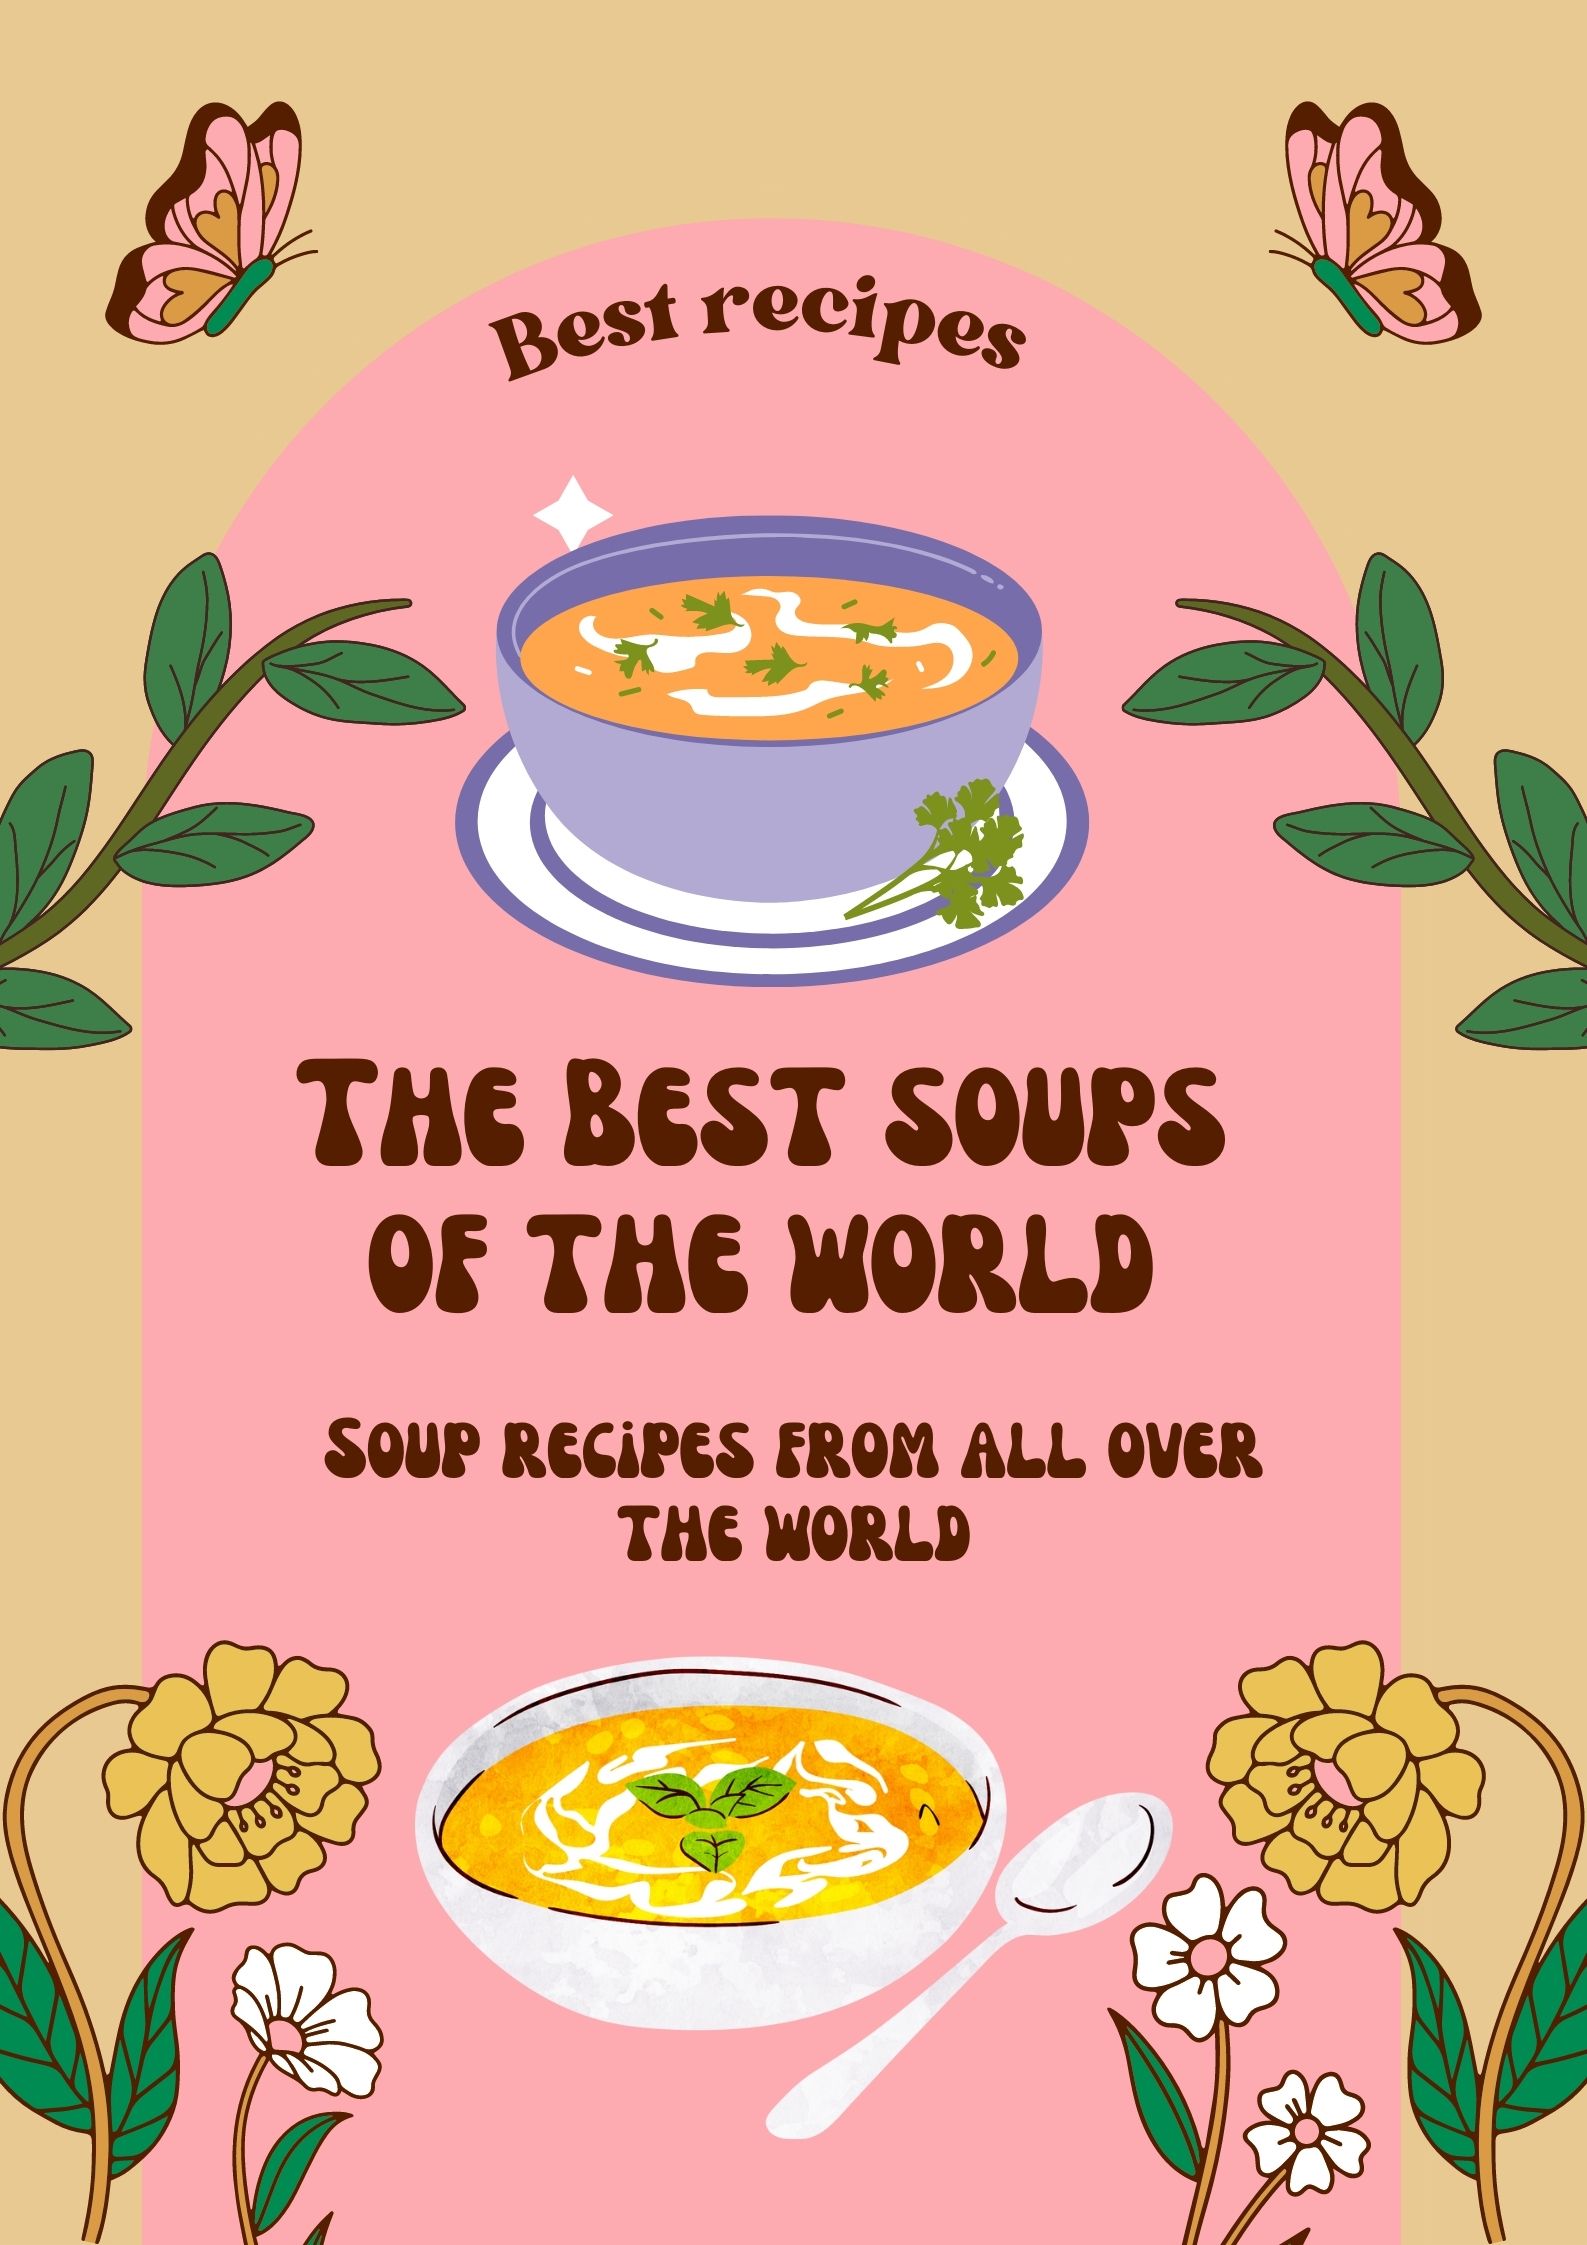 Best recipes
THE BEST SOUPS
OF THE WORLD
SOUP RECiPES FROM ALL OVER
THE WORLD